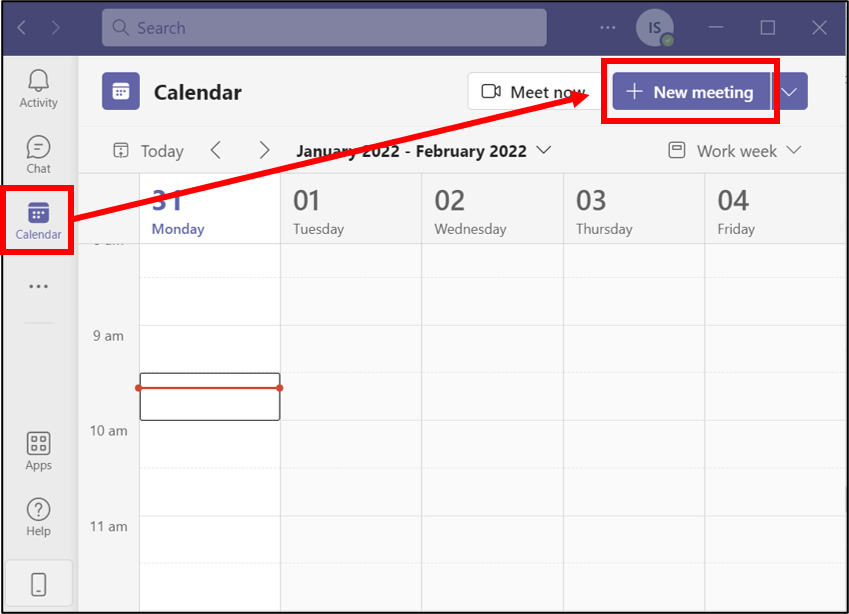 Search
IS
Activity
Chat
Calendar
Apps
Help
Calendar
Meet now
New meeting
Today
January 2022 - February 2022
Work week
31
Monday
01
Tuesday
02
Wednesday
03
Thursday
04
Friday
9 am
10 am
11 am